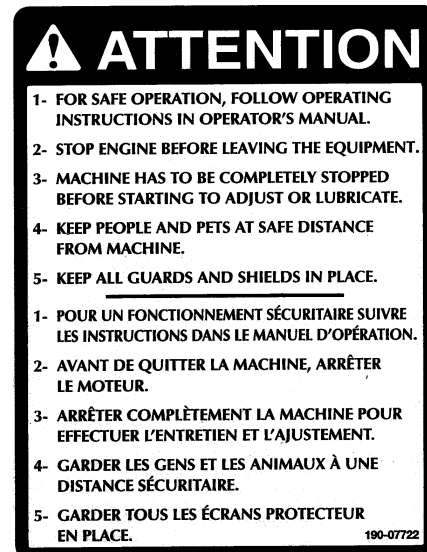 ATTENTION
1- FOR SAFE OPERATION, FOLLOW OPERATING
INSTRUCTIONS IN OPERATOR'S MANUAL.
2- STOP ENGINE BEFORE LEAVING THE EQUIPMENT.
3- MACHINE HAS TO BE COMPLETELY STOPPED
BEFORE STARTING TO ADJUST OR LUBRICATE.
4- KEEP PEOPLE AND PETS AT SAFE DISTANCE
FROM MACHINE.
5- KEEP ALL GUARDS AND SHIELDS IN PLACE.
1- POUR UN FONCTIONNEMENT SÉCURITAIRE SUIVRE
LES INSTRUCTIONS DANS LE MANUEL D'OPÉRATION.
2- AVANT DE QUITTER LA MACHINE, ARRÊTER
LE MOTEUR.
3- ARRÊTER COMPLÈTEMENT LA MACHINE POUR
EFFECTUER L'ENTRETIEN ET L'AJUSTEMENT.
4- GARDER LES GENS ET LES ANIMAUX À UNE
DISTANCE SÉCURITAIRE.
5- GARDER TOUS LES ÉCRANS PROTECTEUR
EN PLACE.
190-07722